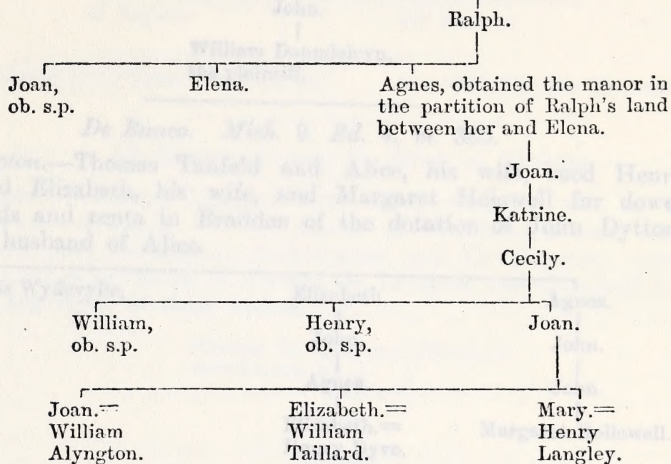 Ralph.
Joan, Elena. Agnes, obtained the manor in
ob. s.p. the partition of Ralph's land
between her and Elena.
Joan.
Katrine.
Cecily.
William, Henry, Joan.
ob. s.p. ob. s.p.
Joan.= Elizabeth.= Mary.=
William William Henry
Alyngton. Taillard. Langley.